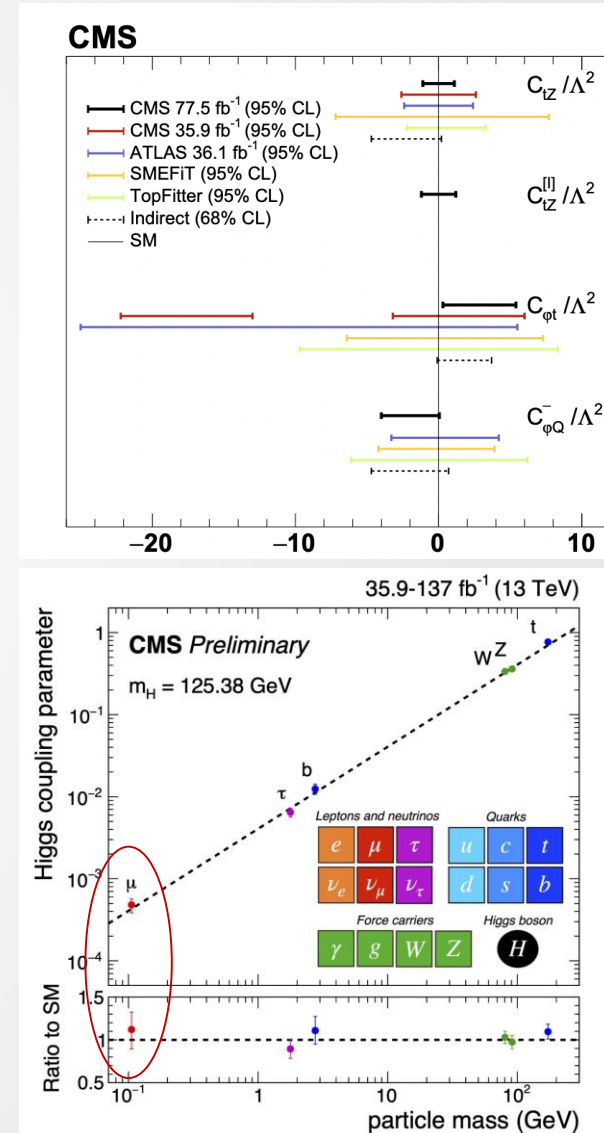 CMS
CMS 77.5 fb⁻¹ (95% CL)
CMS 35.9 fb⁻¹ (95% CL)
ATLAS 36.1 fb⁻¹ (95% CL)
SMEFiT (95% CL)
TopFitter (95% CL)
Indirect (68% CL)
SM
C_tZ /Λ²
C_tZ^[I] /Λ²
C_φt /Λ²
C⁻_φQ /Λ²
−20 −10 0 10
35.9-137 fb⁻¹ (13 TeV)
CMS Preliminary
m_H = 125.38 GeV
Higgs coupling parameter
1
10⁻¹
10⁻²
10⁻³
10⁻⁴
μ
τ
b
W Z
t
Leptons and neutrinos Quarks
e μ τ u c t
ν_e ν_μ ν_τ d s b
Force carriers Higgs boson
γ g W Z H
Ratio to SM
1.5
1
0.5
10⁻¹ 1 10 10²
particle mass (GeV)